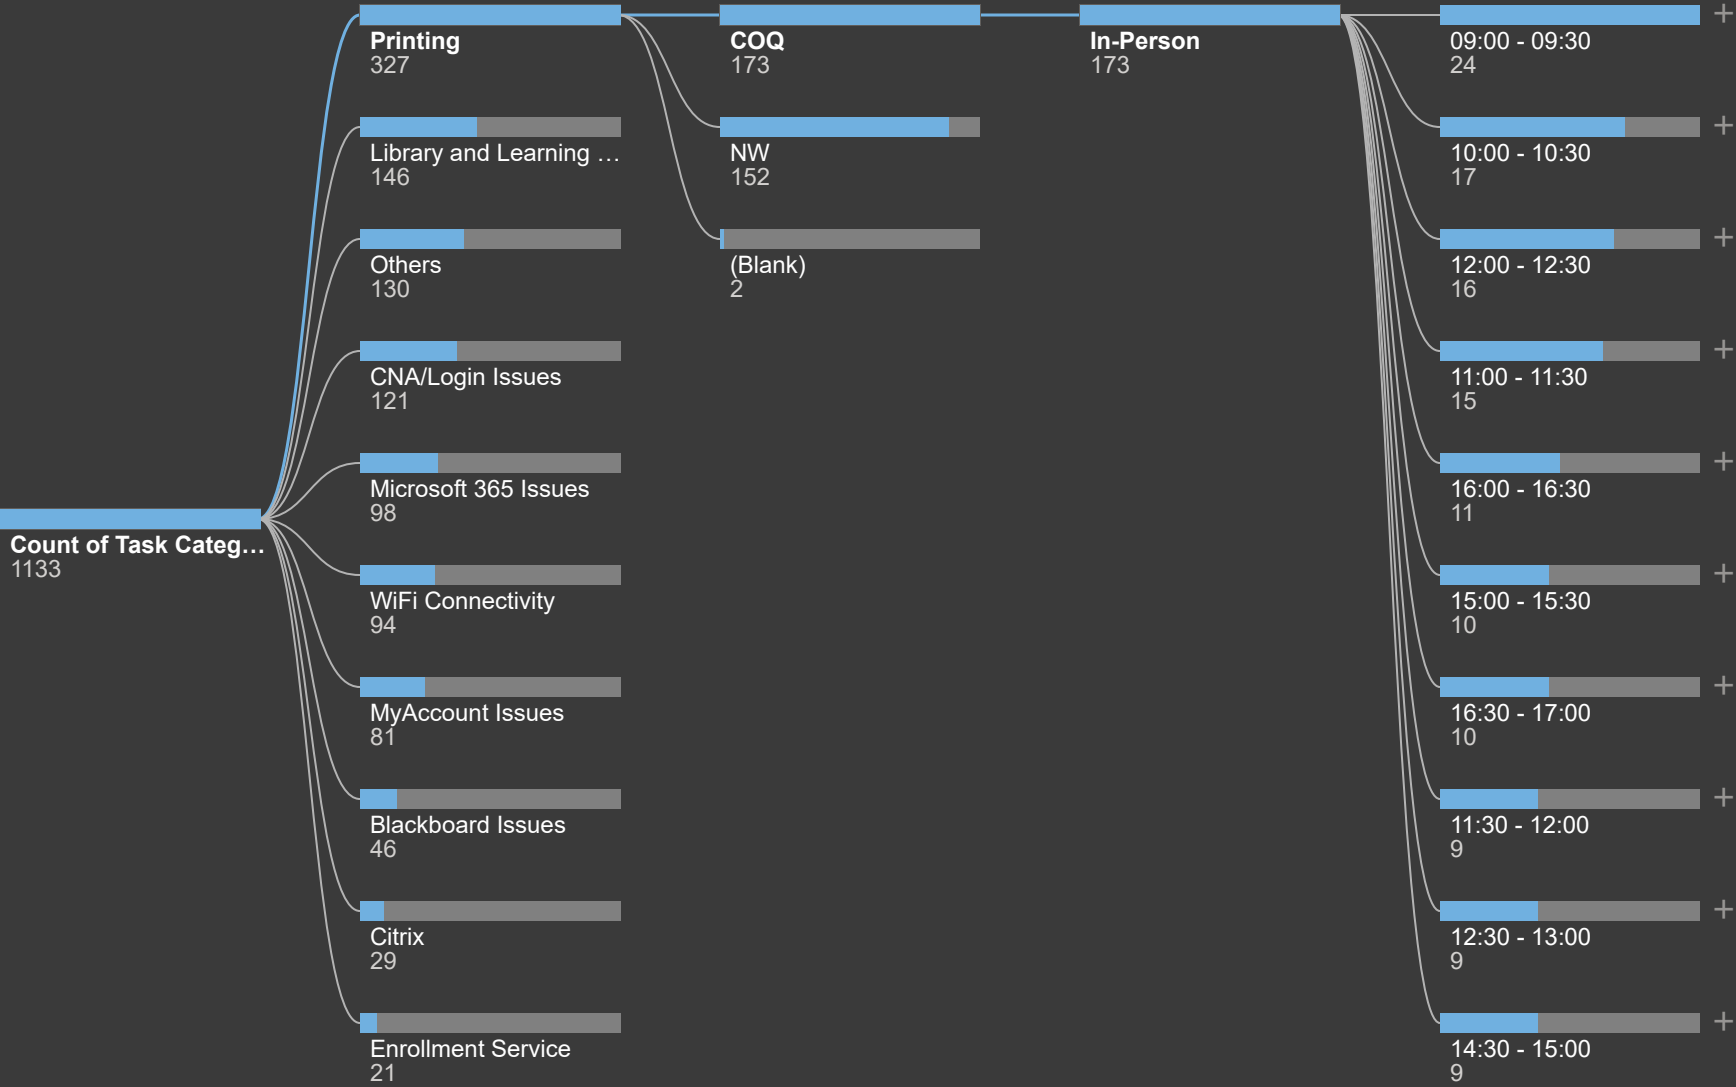 Count of Task Categ…
1133
Printing
327
Library and Learning …
146
Others
130
CNA/Login Issues
121
Microsoft 365 Issues
98
WiFi Connectivity
94
MyAccount Issues
81
Blackboard Issues
46
Citrix
29
Enrollment Service
21
COQ
173
NW
152
(Blank)
2
In-Person
173
09:00 - 09:30
24
10:00 - 10:30
17
12:00 - 12:30
16
11:00 - 11:30
15
16:00 - 16:30
11
15:00 - 15:30
10
16:30 - 17:00
10
11:30 - 12:00
9
12:30 - 13:00
9
14:30 - 15:00
9